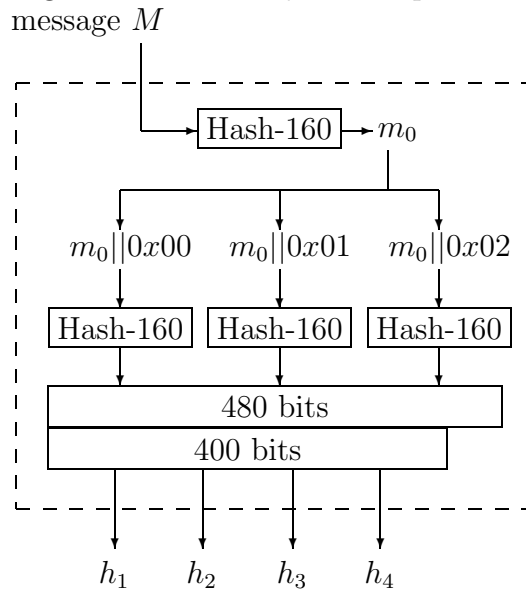 message M
Hash-160 m₀
m₀||0x00 m₀||0x01 m₀||0x02
Hash-160 Hash-160 Hash-160
480 bits
400 bits
h₁ h₂ h₃ h₄